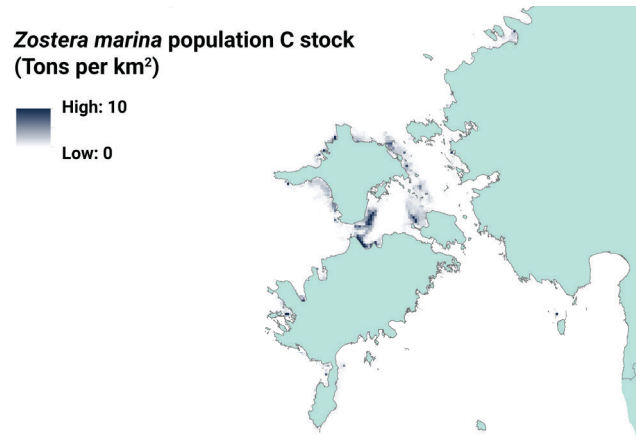 Zostera marina population C stock
(Tons per km²)
High: 10
Low: 0